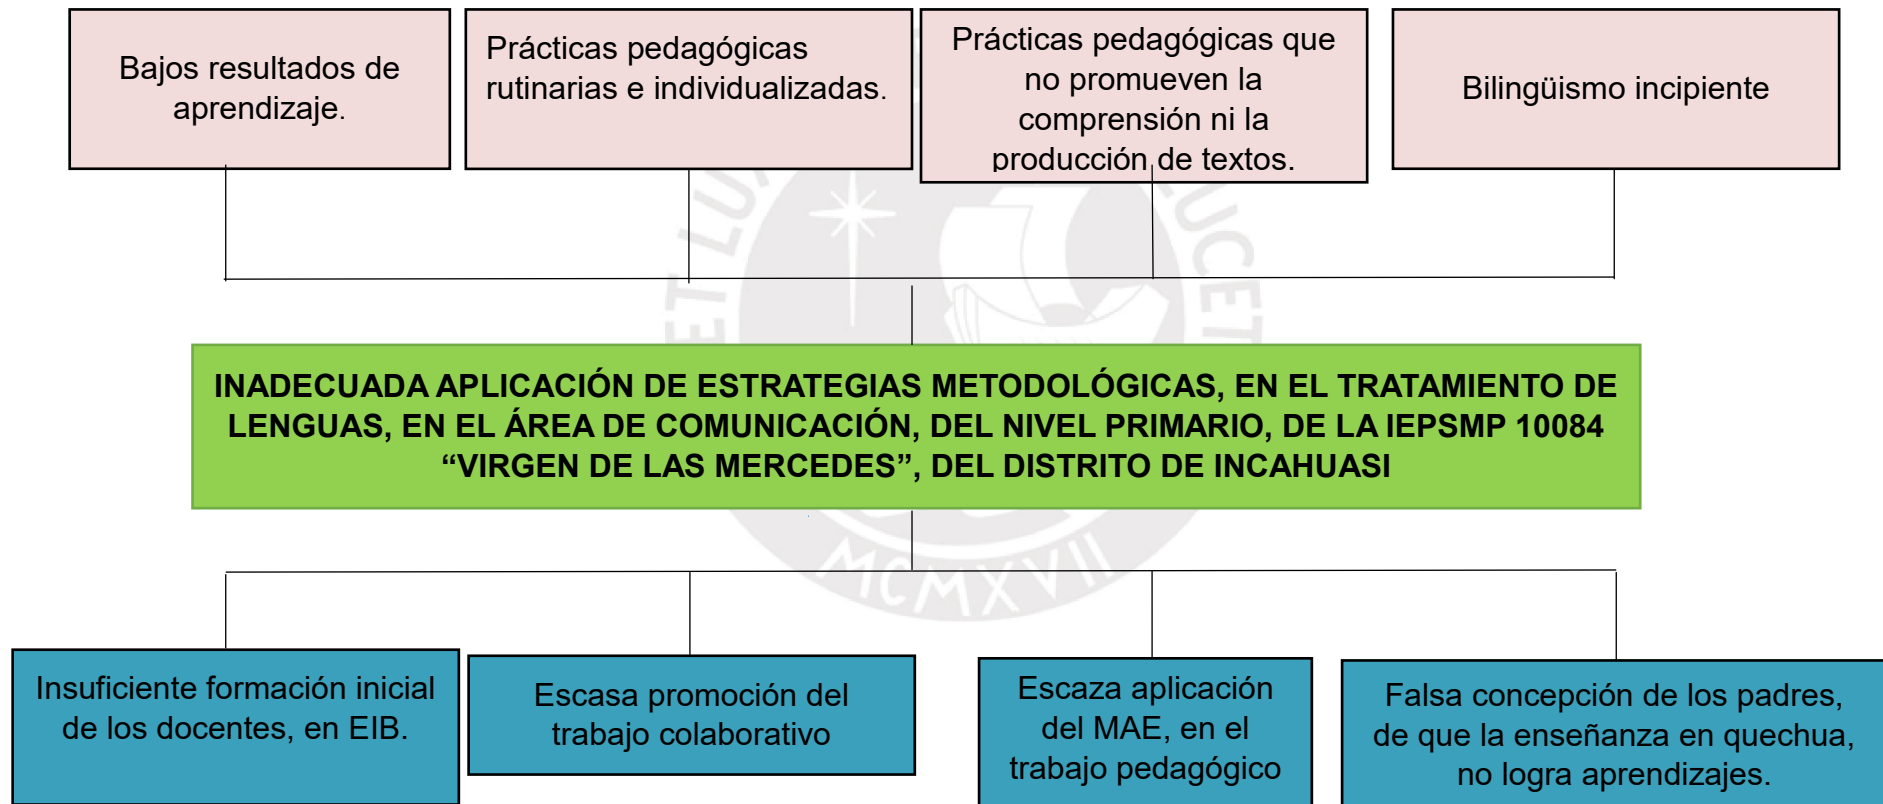 Bajos resultados de
aprendizaje.
Prácticas pedagógicas
rutinarias e individualizadas.
Prácticas pedagógicas que
no promueven la
comprensión ni la
producción de textos.
Bilingüismo incipiente
INADECUADA APLICACIÓN DE ESTRATEGIAS METODOLÓGICAS, EN EL TRATAMIENTO DE
LENGUAS, EN EL ÁREA DE COMUNICACIÓN, DEL NIVEL PRIMARIO, DE LA IEPSMP 10084
“VIRGEN DE LAS MERCEDES”, DEL DISTRITO DE INCAHUASI
MCMXVII
Insuficiente formación inicial
de los docentes, en EIB.
Escasa promoción del
trabajo colaborativo
Escaza aplicación
del MAE, en el
trabajo pedagógico
Falsa concepción de los padres,
de que la enseñanza en quechua,
no logra aprendizajes.